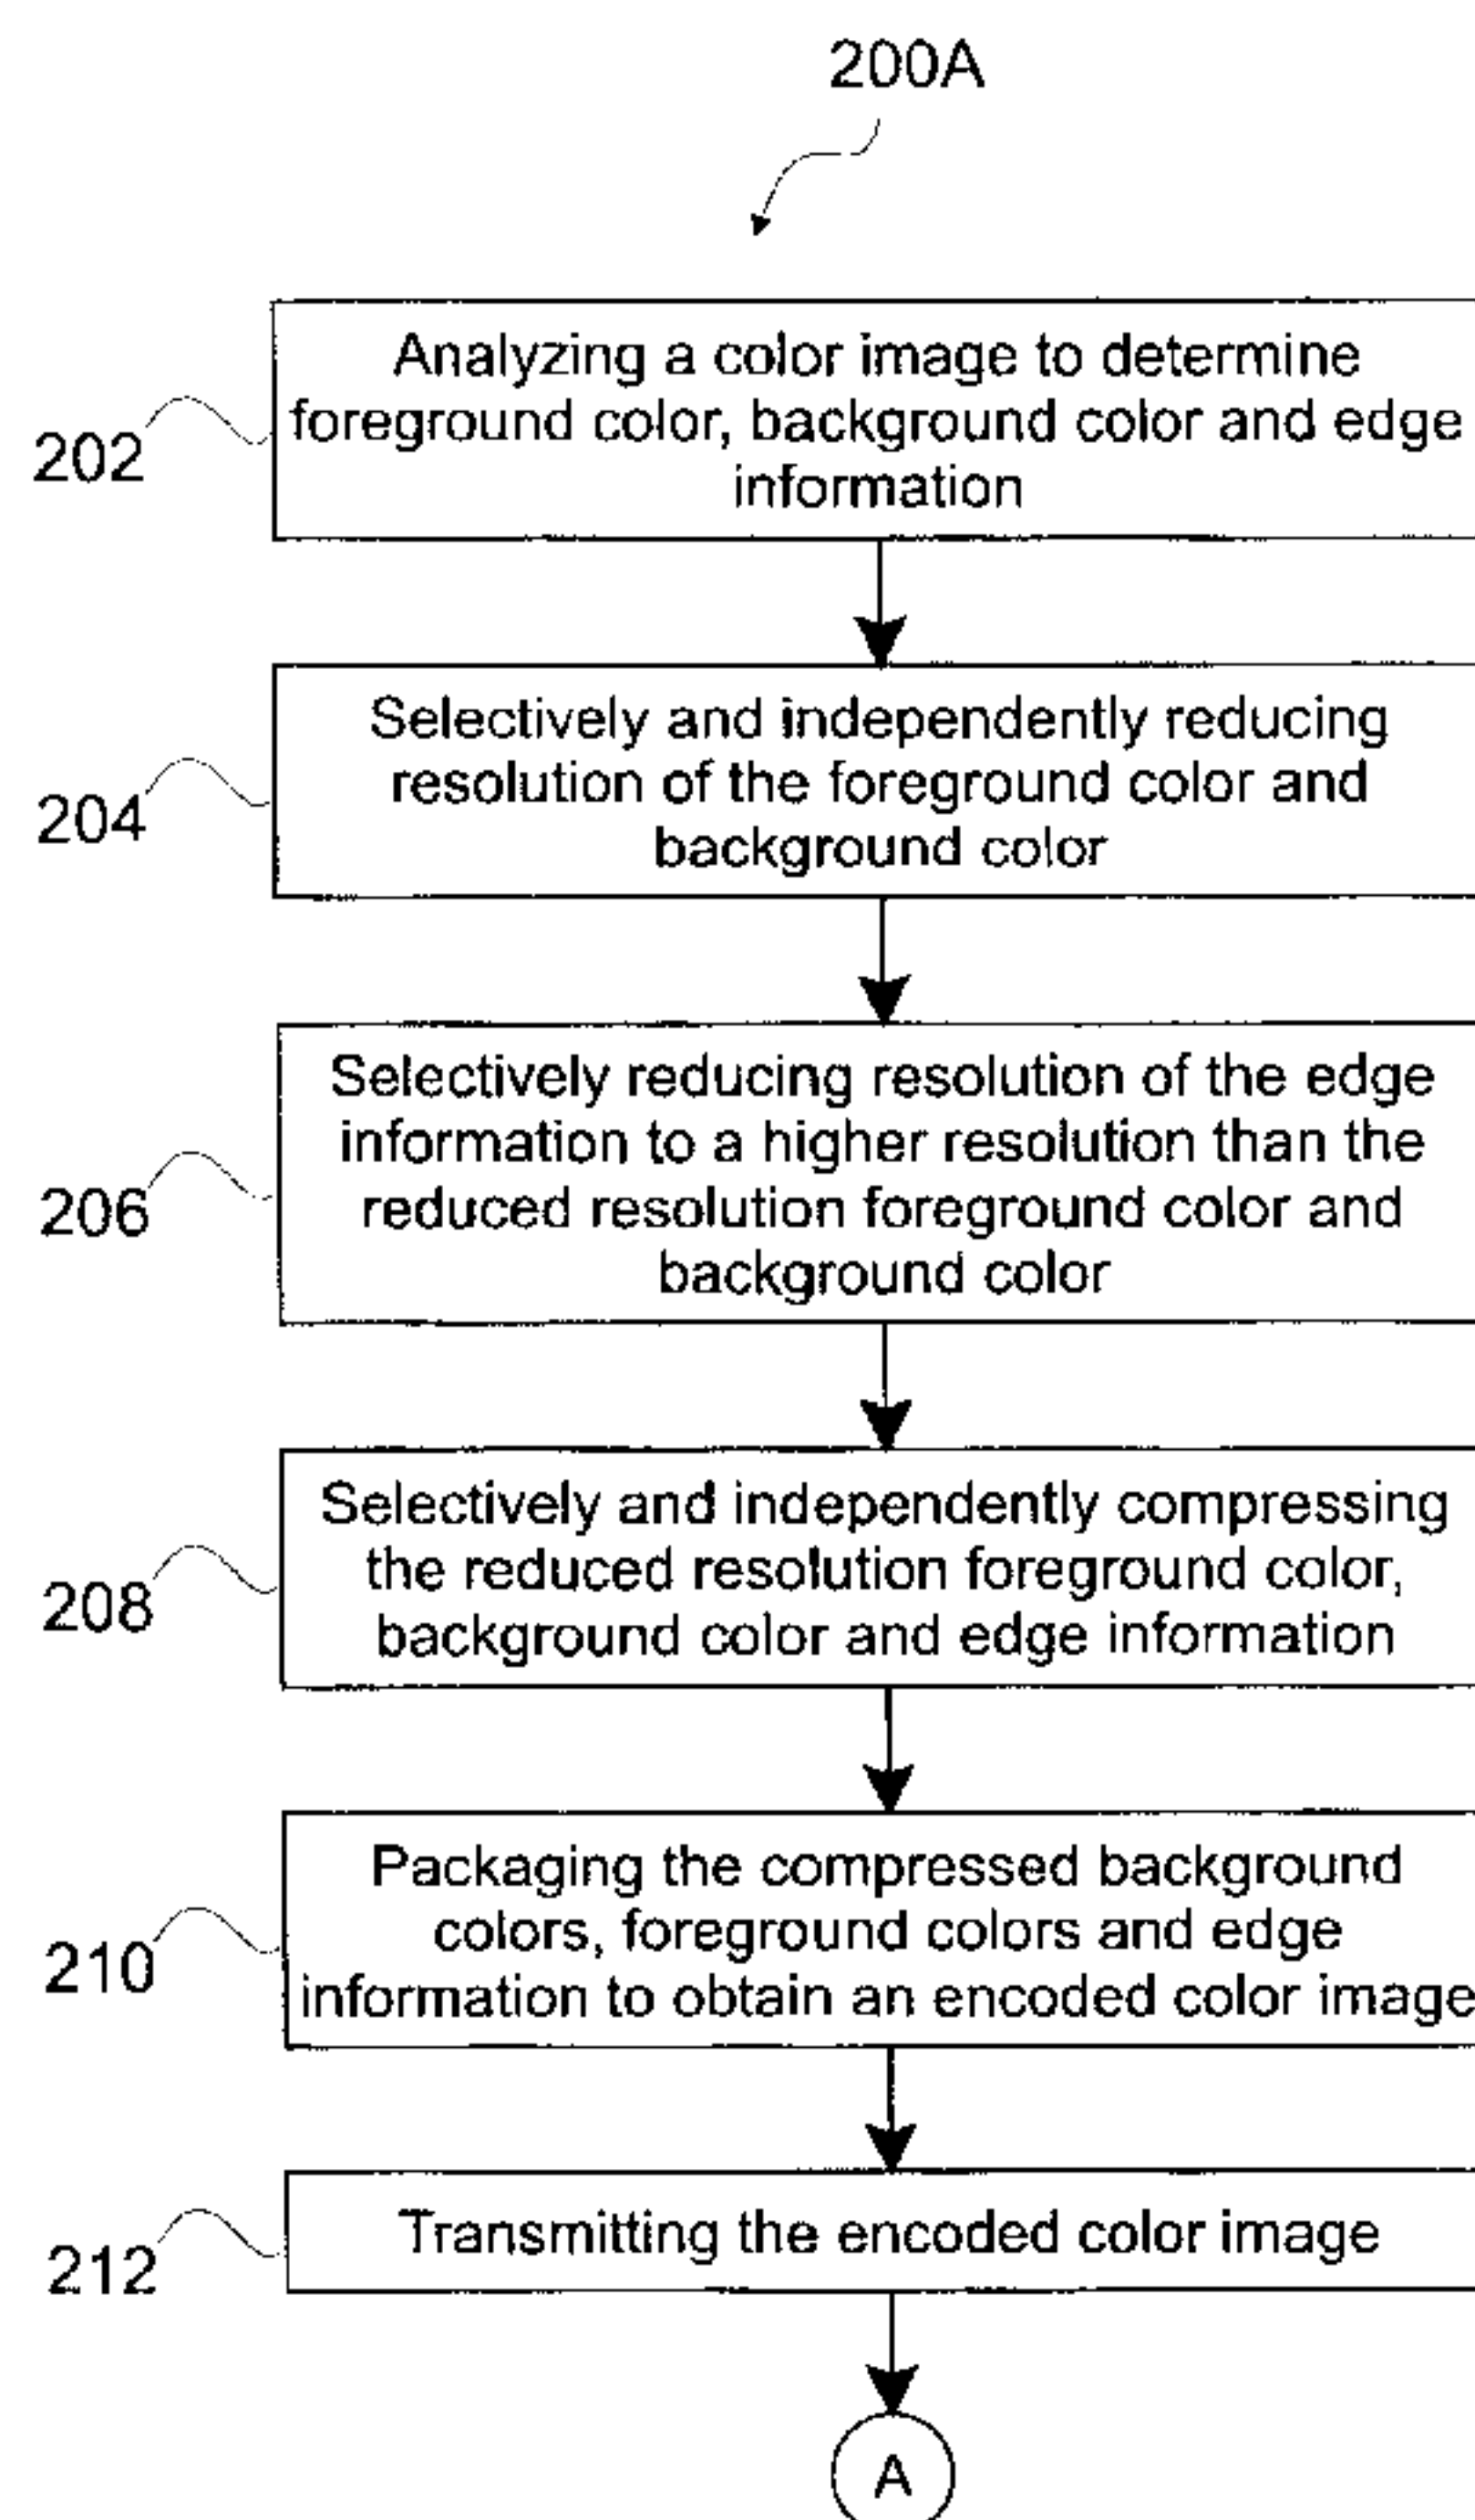 200A
Analyzing a color image to determine
foreground color, background color and edge
information
202
Selectively and independently reducing
resolution of the foreground color and
background color
204
Selectively reducing resolution of the edge
information to a higher resolution than the
reduced resolution foreground color and
background color
206
Selectively and independently compressing
the reduced resolution foreground color,
background color and edge information
208
Packaging the compressed background
colors, foreground colors and edge
information to obtain an encoded color image
210
Transmitting the encoded color image
212
A